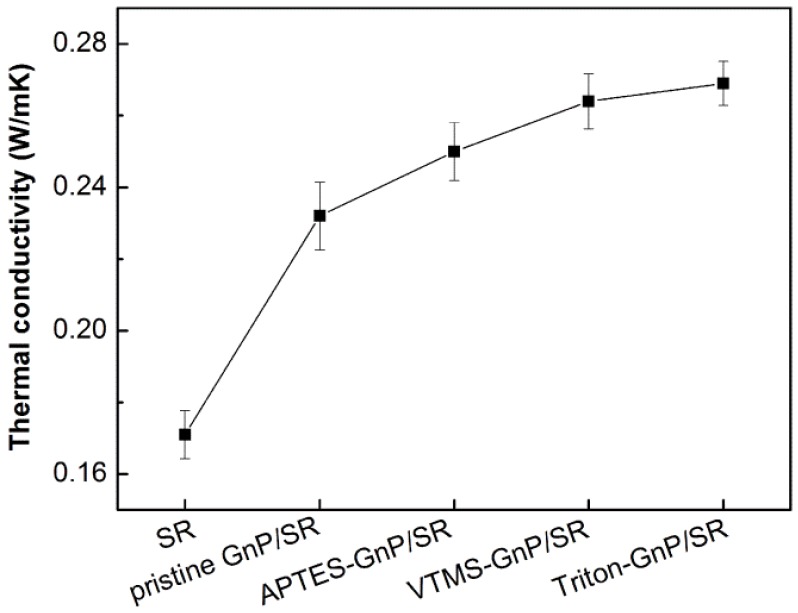 Thermal conductivity (W/mK)
0.28
0.24
0.20
0.16
SR
pristine GnP/SR
APTES-GnP/SR
VTMS-GnP/SR
Triton-GnP/SR